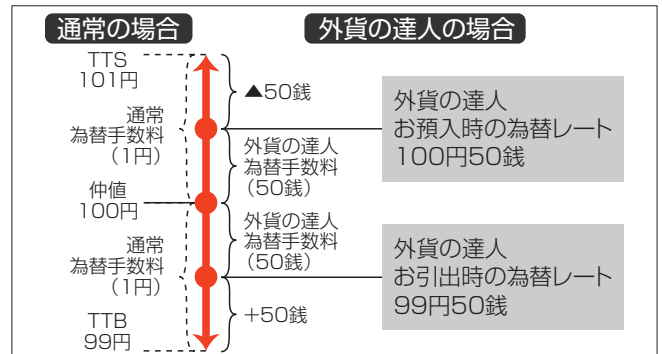 通常の場合
外貨の達人の場合
TTS
101円
▲50銭
通常
為替手数料
（1円）
外貨の達人
お預入時の為替レート
100円50銭
外貨の達人
為替手数料
（50銭）
仲値
100円
外貨の達人
為替手数料
（50銭）
通常
為替手数料
（1円）
外貨の達人
お引出時の為替レート
99円50銭
+50銭
TTB
99円